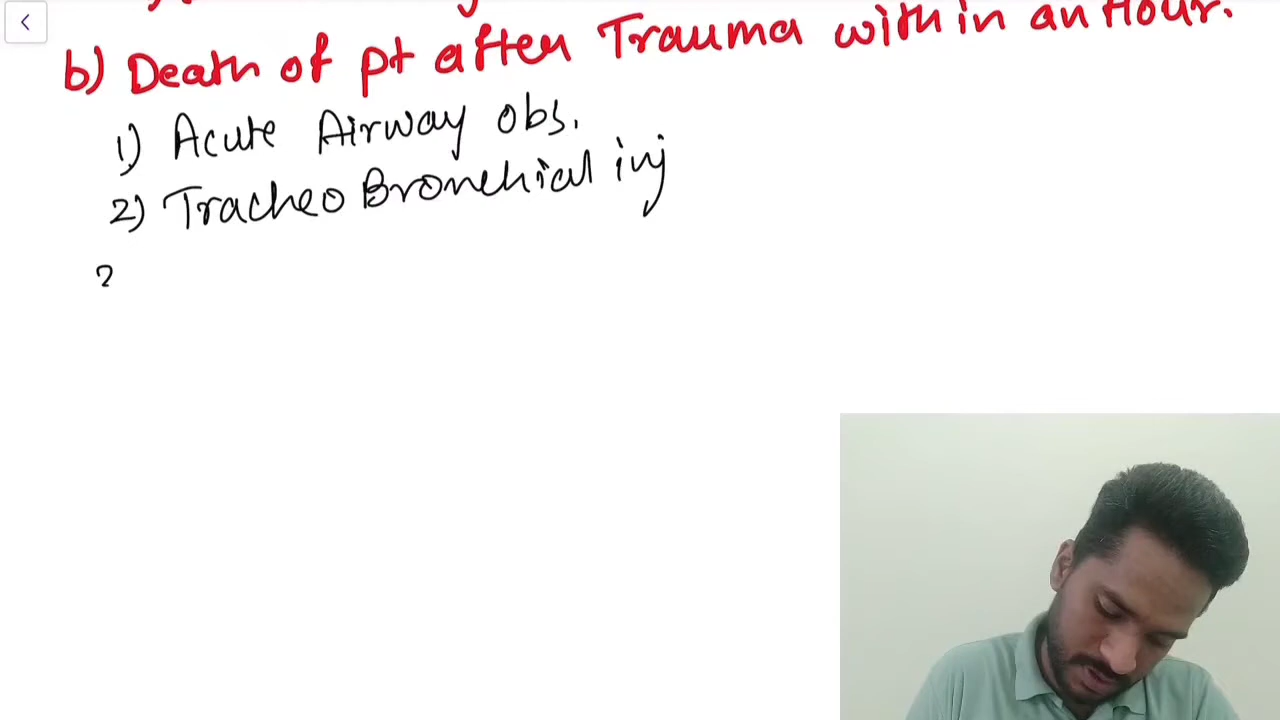 b) Death of pt after Trauma with in an Hour.
1) Acute Airway obs.
2) Tracheo Bronchial inj